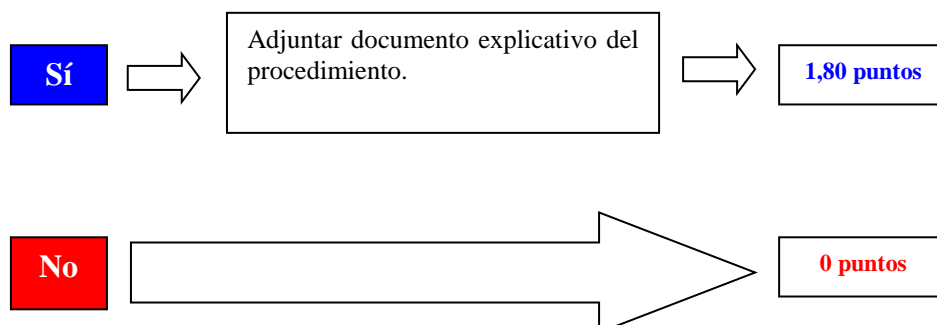 Sí
Adjuntar documento explicativo del
procedimiento.
1,80 puntos
No
0 puntos